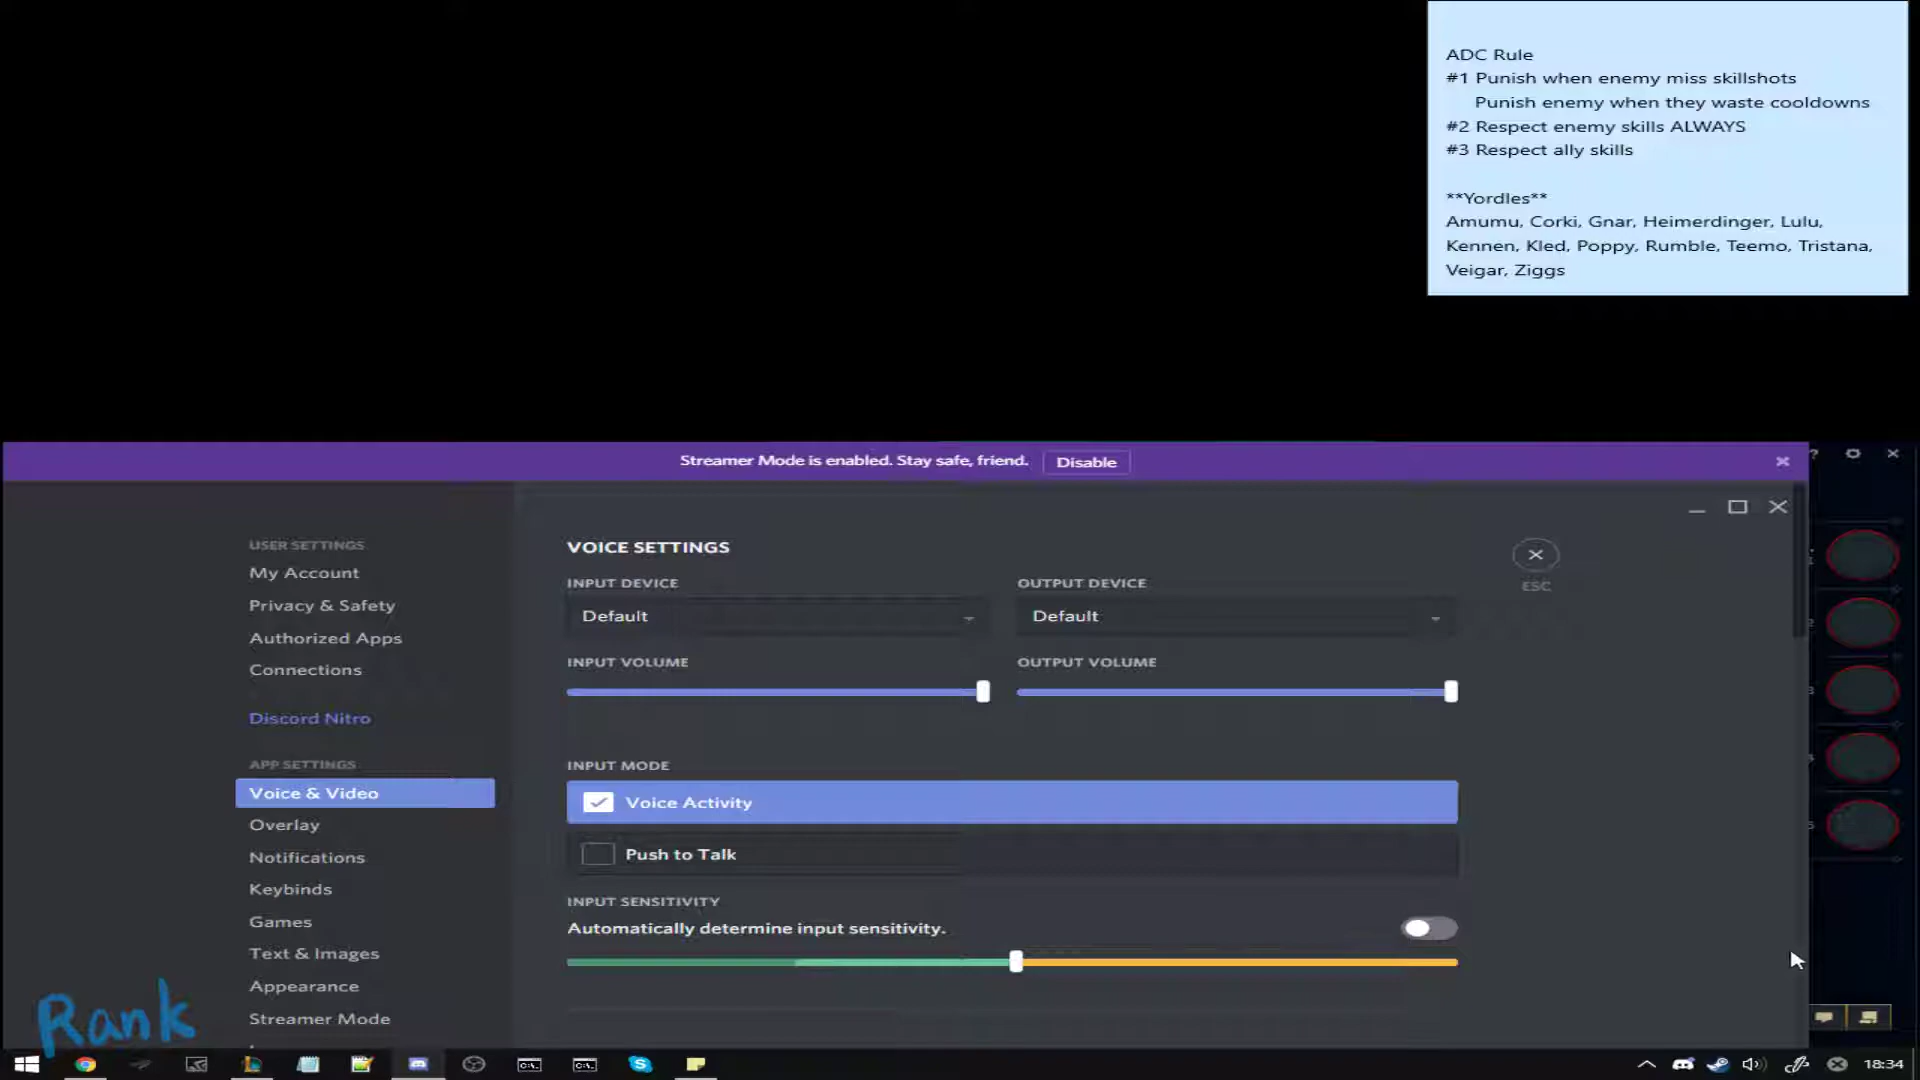 ADC Rule
#1 Punish when enemy miss skillshots
Punish enemy when they waste cooldowns
#2 Respect enemy skills ALWAYS
#3 Respect ally skills
**Yordles**
Amumu, Corki, Gnar, Heimerdinger, Lulu,
Kennen, Kled, Poppy, Rumble, Teemo, Tristana,
Veigar, Ziggs
Streamer Mode is enabled. Stay safe, friend. Disable
USER SETTINGS
My Account
Privacy & Safety
Authorized Apps
Connections
Discord Nitro
APP SETTINGS
Voice & Video
Overlay
Notifications
Keybinds
Games
Text & Images
Appearance
Streamer Mode
VOICE SETTINGS
INPUT DEVICE OUTPUT DEVICE
Default Default
INPUT VOLUME OUTPUT VOLUME
INPUT MODE
Voice Activity
Push to Talk
INPUT SENSITIVITY
Automatically determine input sensitivity.
ESC
Rank
18:34